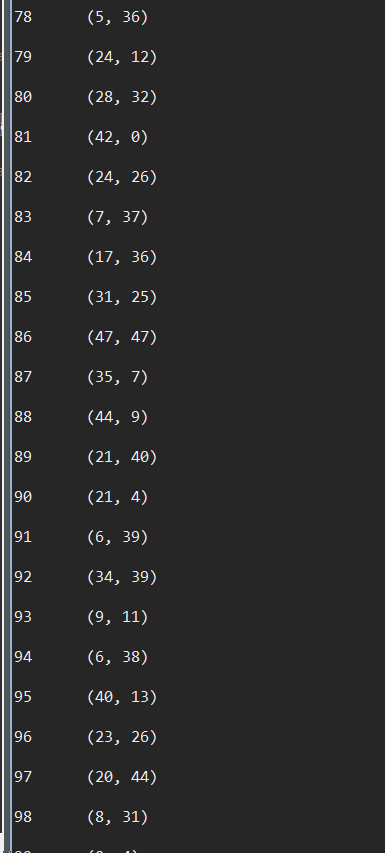 78 (5, 36)
79 (24, 12)
80 (28, 32)
81 (42, 0)
82 (24, 26)
83 (7, 37)
84 (17, 36)
85 (31, 25)
86 (47, 47)
87 (35, 7)
88 (44, 9)
89 (21, 40)
90 (21, 4)
91 (6, 39)
92 (34, 39)
93 (9, 11)
94 (6, 38)
95 (40, 13)
96 (23, 26)
97 (20, 44)
98 (8, 31)